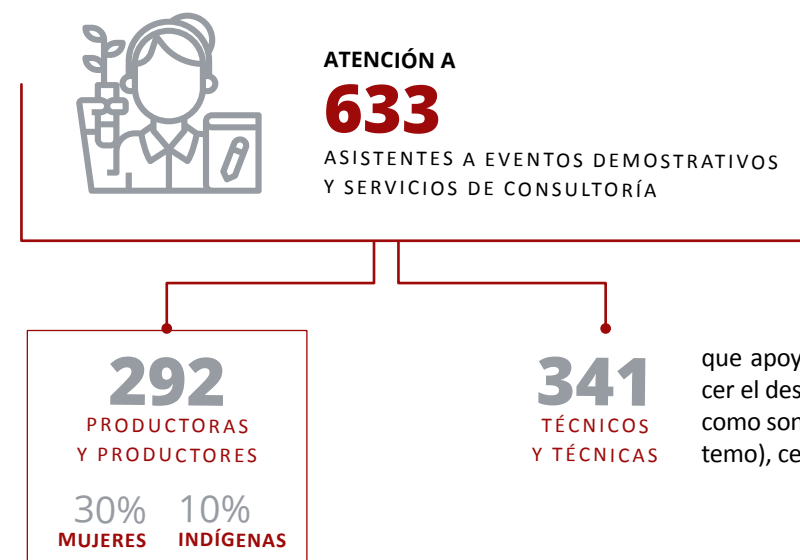 ATENCIÓN A
633
ASISTENTES A EVENTOS DEMOSTRATIVOS
Y SERVICIOS DE CONSULTORÍA
292
PRODUCTORAS
Y PRODUCTORES
30% 10%
MUJERES INDÍGENAS
341
TÉCNICOS
Y TÉCNICAS
que apoy
cer el des
como son
temo), ce